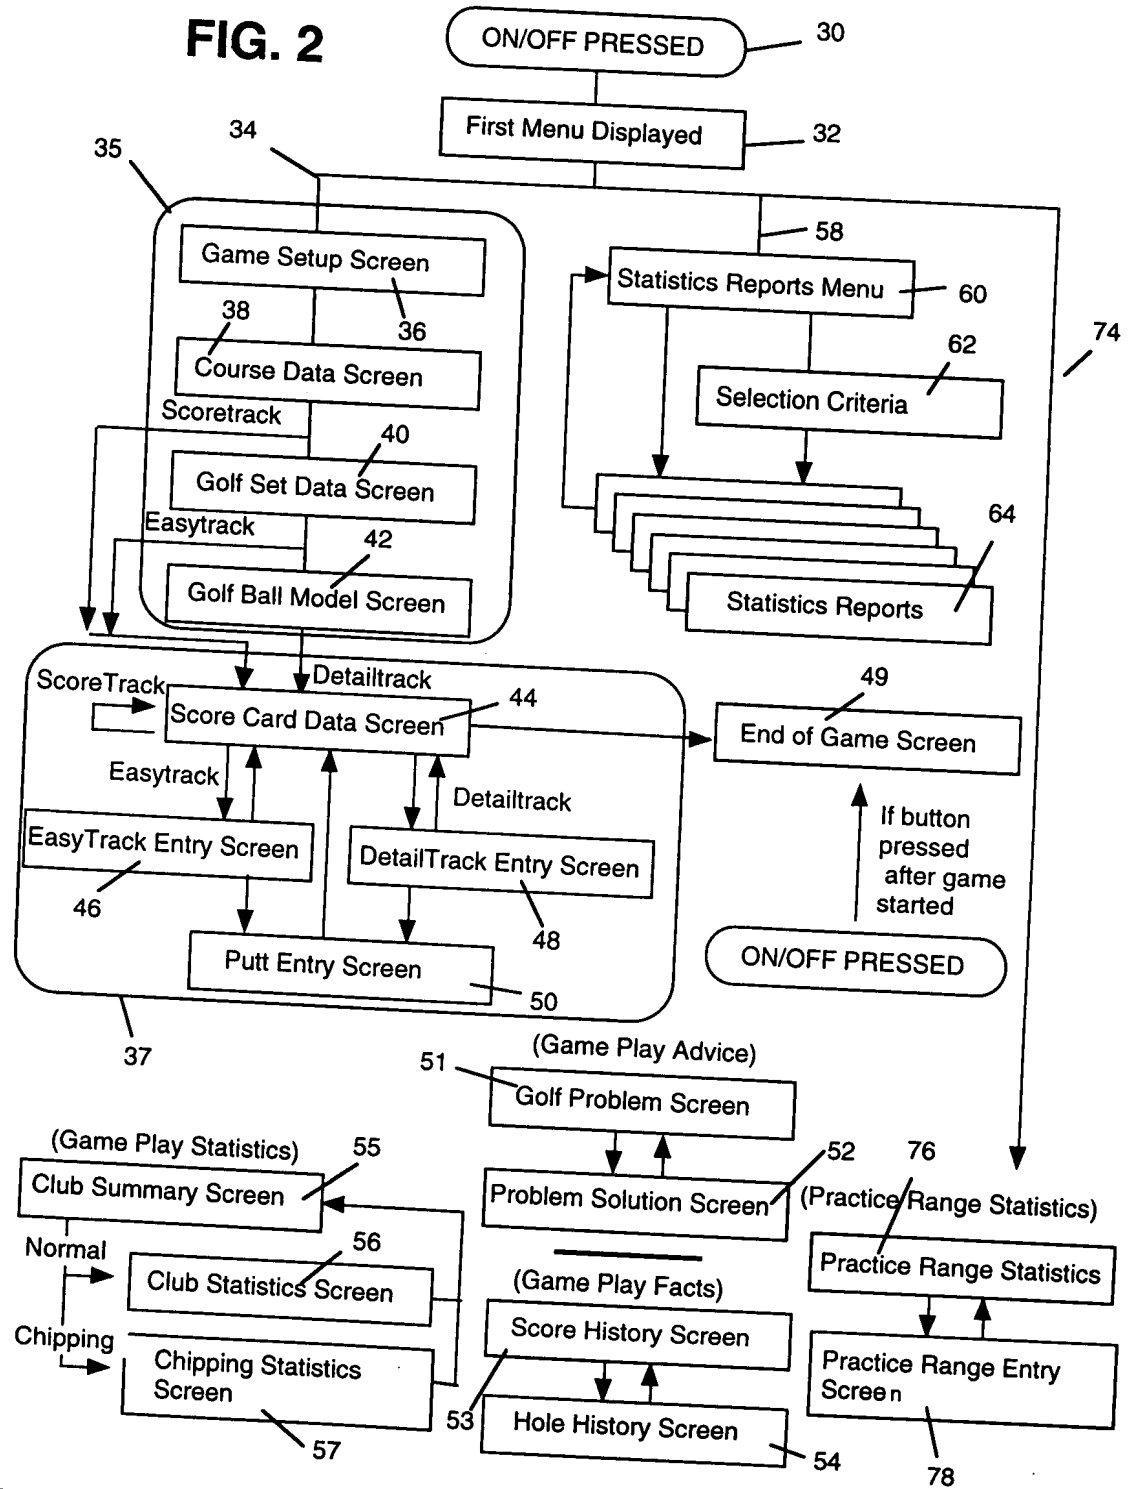 FIG. 2
ON/OFF PRESSED
30
First Menu Displayed
32
34
35
Game Setup Screen
36
38
Course Data Screen
Scoretrack
40
Golf Set Data Screen
Easytrack
42
Golf Ball Model Screen
58
Statistics Reports Menu
60
62
Selection Criteria
64
Statistics Reports
74
Detailtrack
ScoreTrack
44
Score Card Data Screen
49
End of Game Screen
Easytrack
Detailtrack
EasyTrack Entry Screen
46
DetailTrack Entry Screen
48
Putt Entry Screen
50
37
If button
pressed
after game
started
ON/OFF PRESSED
(Game Play Advice)
51
Golf Problem Screen
52
Problem Solution Screen
(Game Play Facts)
Score History Screen
53
Hole History Screen
54
(Game Play Statistics)
55
Club Summary Screen
Normal
56
Club Statistics Screen
Chipping
Chipping Statistics
Screen
57
76
(Practice Range Statistics)
Practice Range Statistics
Practice Range Entry
Screen
78